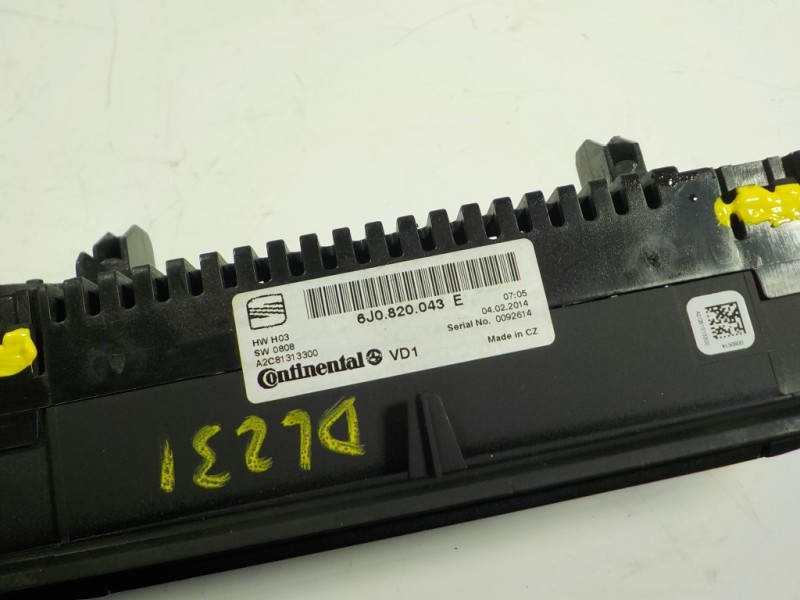 6J0.820.043 E
07:05
04.02.2014
HW H03
SW 0808
A2C81313300
Serial No. 0092614
Continental VD1
Made in CZ